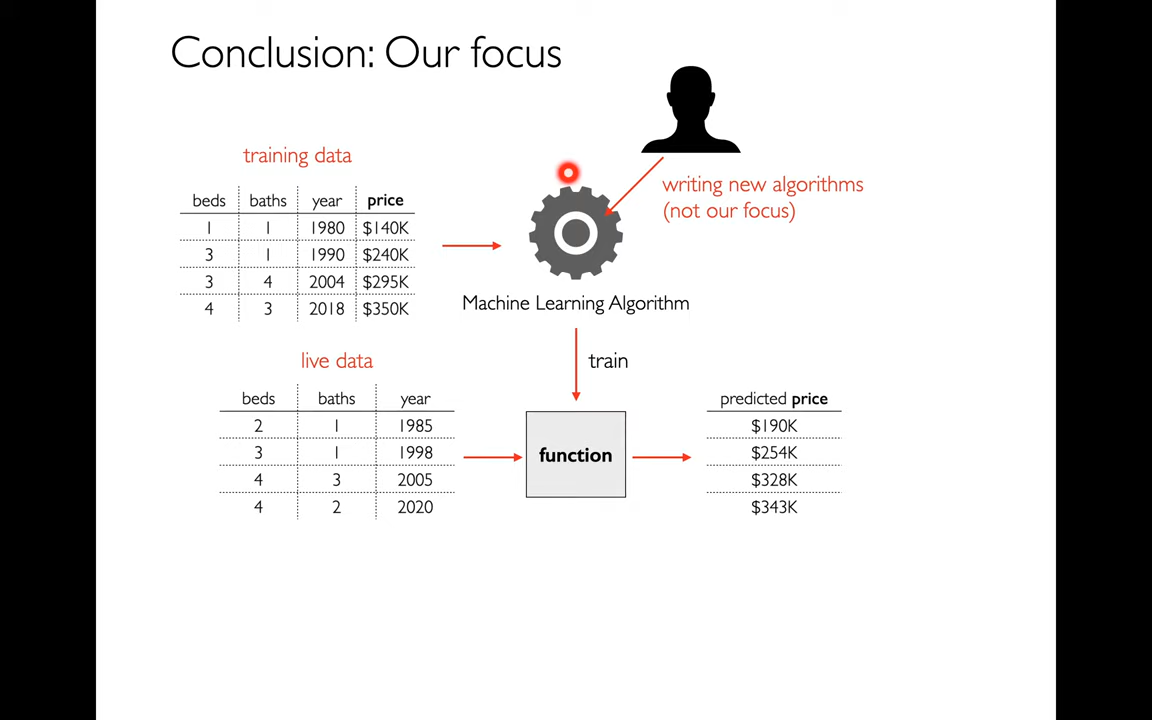 Conclusion: Our focus
training data
beds baths year price
1 1 1980 $140K
3 1 1990 $240K
3 4 2004 $295K
4 3 2018 $350K
writing new algorithms
(not our focus)
Machine Learning Algorithm
train
live data
beds baths year
2 1 1985
3 1 1998
4 3 2005
4 2 2020
function
predicted price
$190K
$254K
$328K
$343K